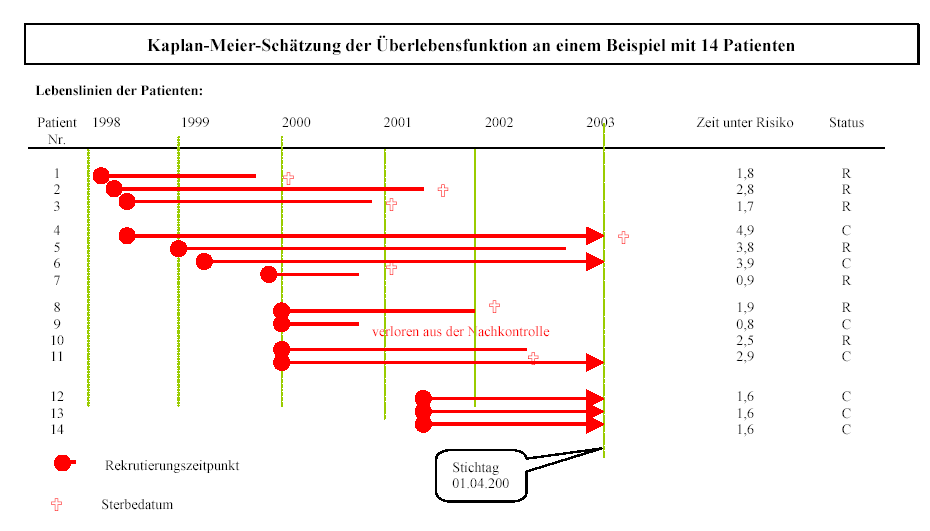 Kaplan-Meier-Schätzung der Überlebensfunktion an einem Beispiel mit 14 Patienten
Lebenslinien der Patienten:
Patient Nr. 1998 1999 2000 2001 2002 2003 Zeit unter Risiko Status
1 1,8 R
2 2,8 R
3 1,7 R
4 4,9 C
5 3,8 R
6 3,9 C
7 0,9 R
8 1,9 R
9 0,8 C
verloren aus der Nachkontrolle
10 2,5 R
11 2,9 C
12 1,6 C
13 1,6 C
14 1,6 C
Rekrutierungszeitpunkt
Stichtag
01.04.200
Sterbedatum